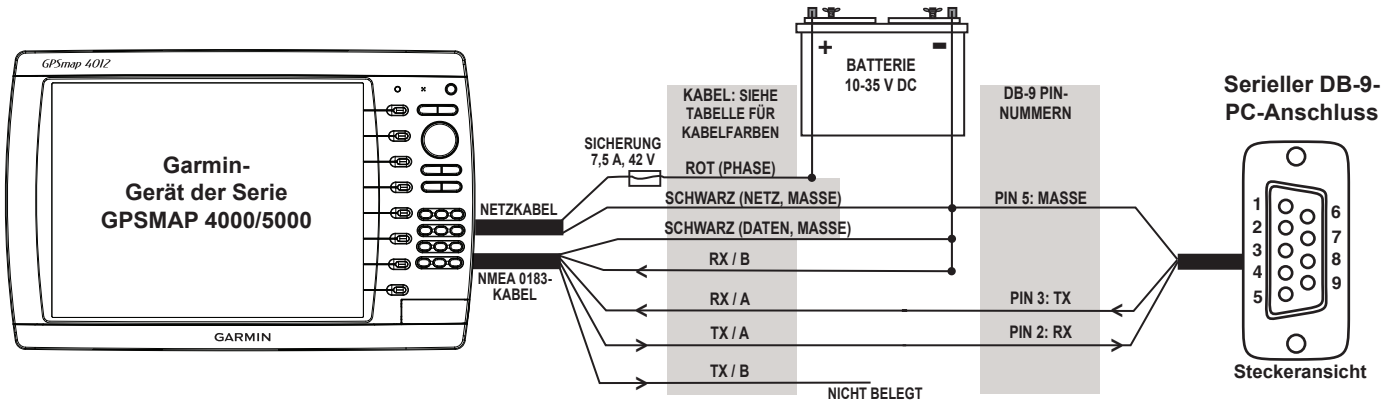 GPSmap 4012
Garmin-
Gerät der Serie
GPSMAP 4000/5000
GARMIN
NETZKABEL
NMEA 0183-
KABEL
SICHERUNG
7,5 A, 42 V
KABEL: SIEHE
TABELLE FÜR
KABELFARBEN
ROT (PHASE)
SCHWARZ (NETZ, MASSE)
SCHWARZ (DATEN, MASSE)
RX / B
RX / A
TX / A
TX / B
NICHT BELEGT
+ -
BATTERIE
10-35 V DC
DB-9 PIN-
NUMMERN
PIN 5: MASSE
PIN 3: TX
PIN 2: RX
Serieller DB-9-
PC-Anschluss
1
2
3
4
5
6
7
8
9
Steckeransicht